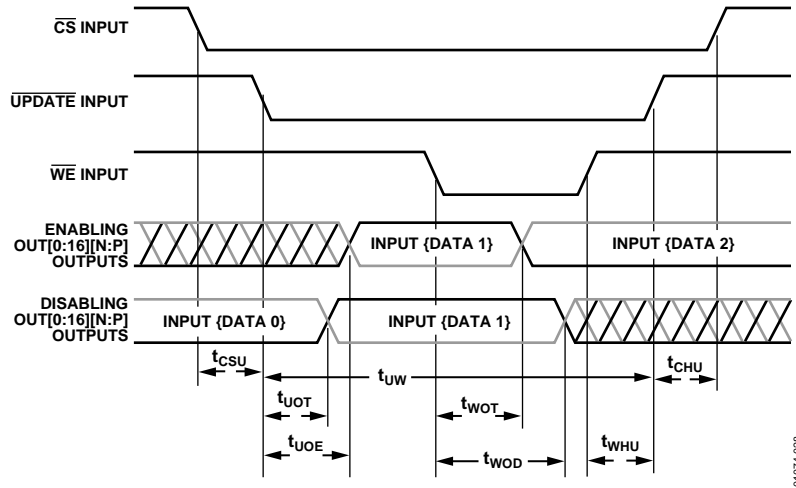 CS INPUT
UPDATE INPUT
WE INPUT
ENABLING
OUT[0:16][N:P]
OUTPUTS
INPUT {DATA 1}
INPUT {DATA 2}
DISABLING
OUT[0:16][N:P]
OUTPUTS
INPUT {DATA 0}
INPUT {DATA 1}
tCSU
tUW
tCHU
tUOT
tWOT
tUOE
tWOD
tWHU